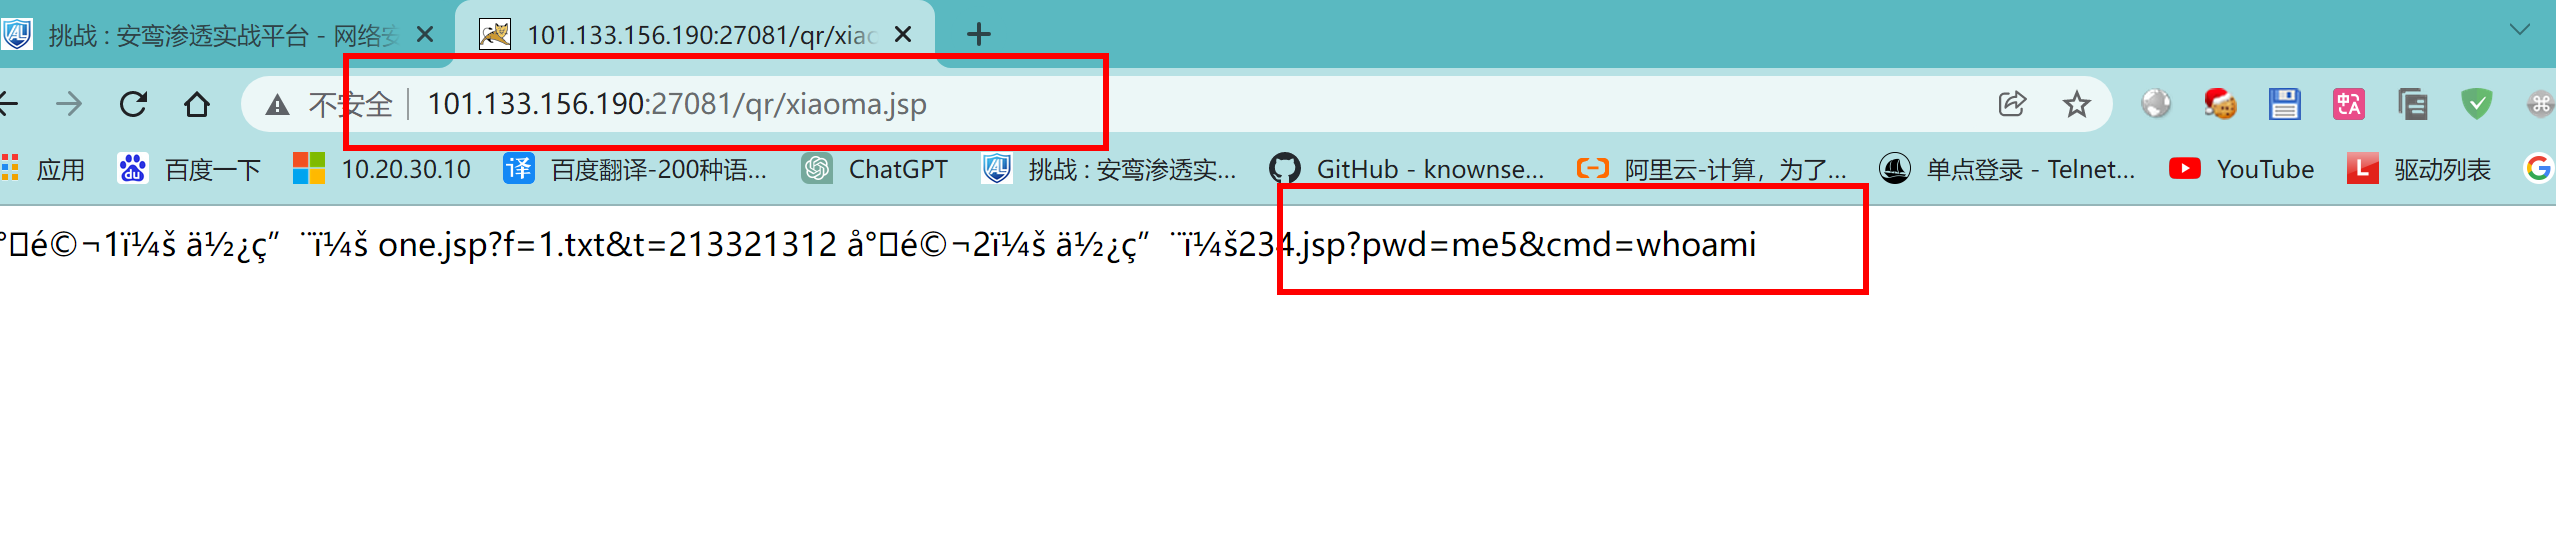 挑战 : 安鸾渗透实战平台 - 网络安
101.133.156.190:27081/qr/xiao
不安全 101.133.156.190:27081/qr/xiaoma.jsp
应用 百度一下 10.20.30.10 百度翻译-200种语... ChatGPT 挑战 : 安鸾渗透实... GitHub - knownse... 阿里云-计算，为了... 单点登录 - Telnet... YouTube 驱动列表
°é©¬1ï¼š ä½¿ç” ¨ï¼š one.jsp?f=1.txt&t=213321312 å°é©¬2ï¼š ä½¿ç” ¨ï¼š234.jsp?pwd=me5&cmd=whoami